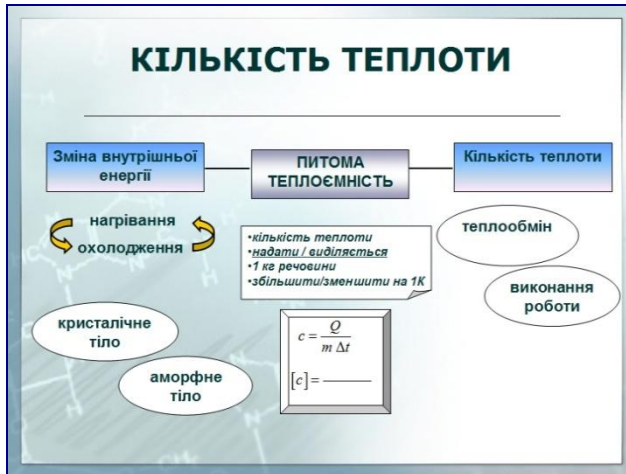 КІЛЬКІСТЬ ТЕПЛОТИ
Зміна внутрішньої
енергії
ПИТОМА
ТЕПЛОЄМНІСТЬ
Кількість теплоти
нагрівання
охолодження
•кількість теплоти
•надати / виділяється
•1 кг речовини
•збільшити/зменшити на 1К
теплообмін
виконання
роботи
кристалічне
тіло
аморфне
тіло
c = Q / m Δt
[c] = ———